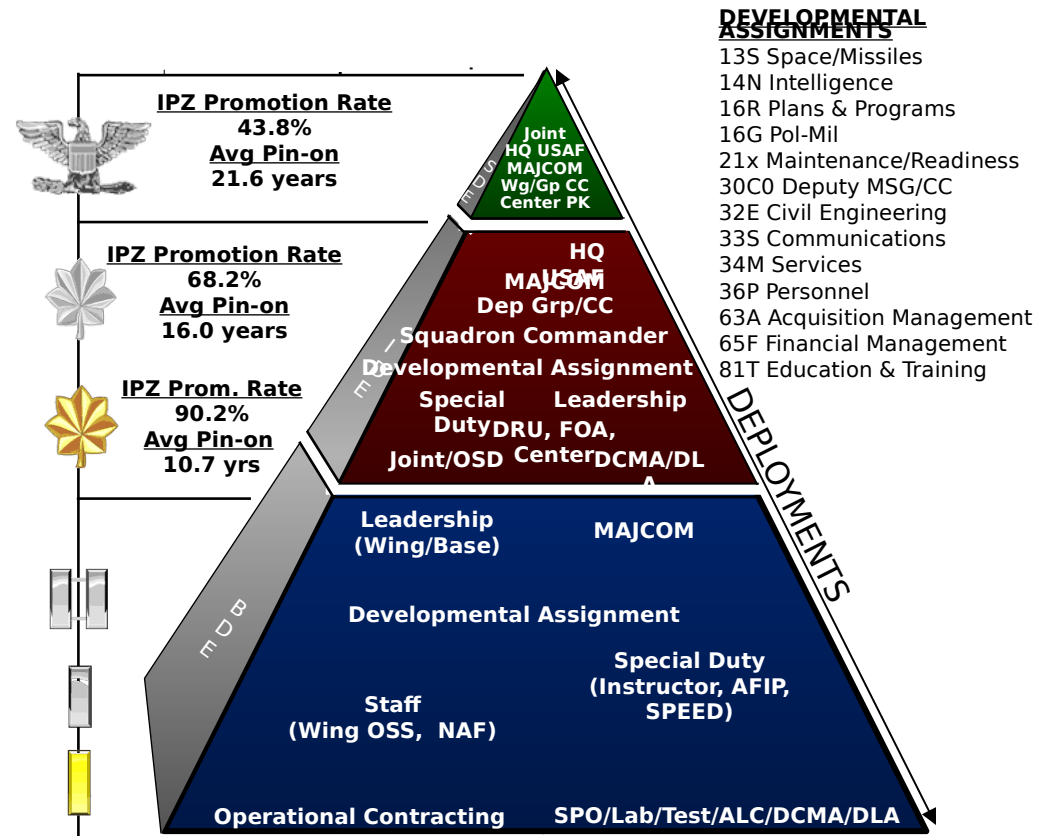 DEVELOPMENTAL
ASSIGNMENTS
13S Space/Missiles
14N Intelligence
16R Plans & Programs
16G Pol-Mil
21x Maintenance/Readiness
30C0 Deputy MSG/CC
32E Civil Engineering
33S Communications
34M Services
36P Personnel
63A Acquisition Management
65F Financial Management
81T Education & Training
IPZ Promotion Rate
43.8%
Avg Pin-on
21.6 years
IPZ Promotion Rate
68.2%
Avg Pin-on
16.0 years
IPZ Prom. Rate
90.2%
Avg Pin-on
10.7 yrs
SDE
Joint
HQ USAF
MAJCOM
Wg/Gp CC
Center PK
ISE
HQ
USAF
MAJCOM
Dep Grp/CC
Squadron Commander
Developmental Assignment
Special
Duty
Leadership
DRU, FOA,
Center
Joint/OSD
DCMA/DL
A
DEPLOYMENTS
BDE
Leadership
(Wing/Base)
MAJCOM
Developmental Assignment
Special Duty
(Instructor, AFIP,
SPEED)
Staff
(Wing OSS,  NAF)
Operational Contracting
SPO/Lab/Test/ALC/DCMA/DLA